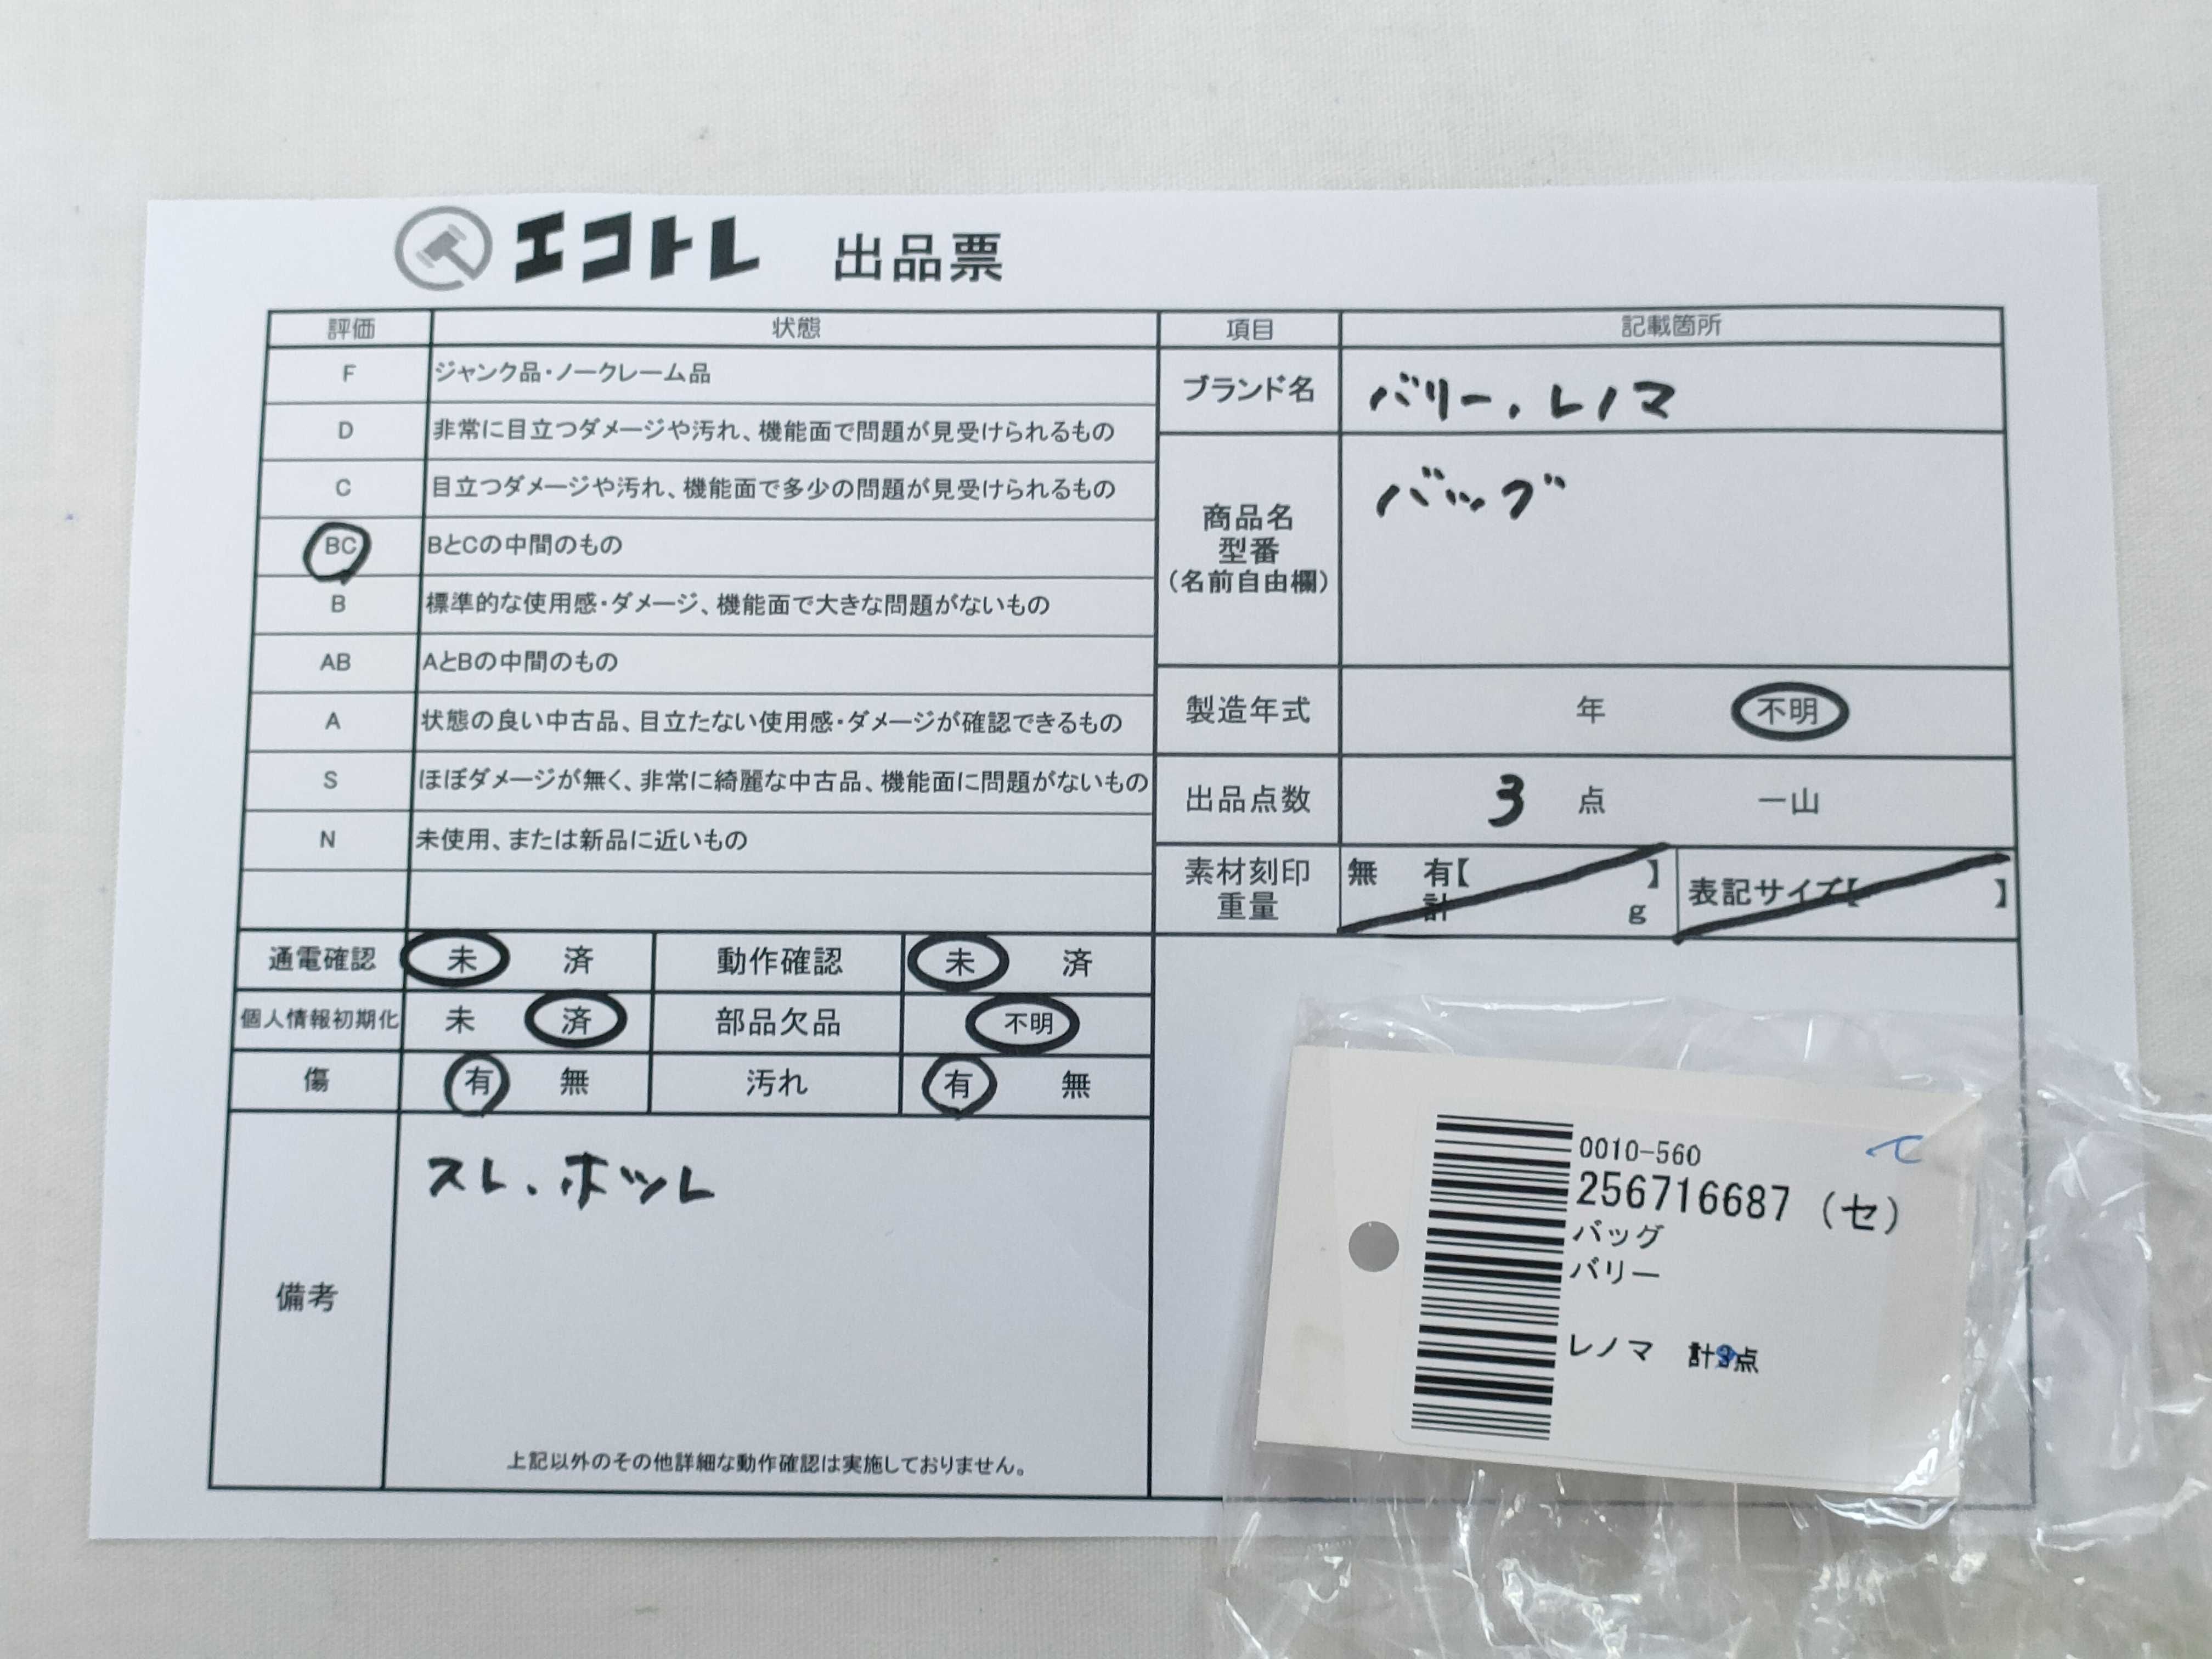 エコトレ 出品票
評価 状態
F ジャンク品・ノークレーム品
D 非常に目立つダメージや汚れ、機能面で問題が見受けられるもの
C 目立つダメージや汚れ、機能面で多少の問題が見受けられるもの
BC BとCの中間のもの
B 標準的な使用感・ダメージ、機能面で大きな問題がないもの
AB AとBの中間のもの
A 状態の良い中古品、目立たない使用感・ダメージが確認できるもの
S ほぼダメージが無く、非常に綺麗な中古品、機能面に問題がないもの
N 未使用、または新品に近いもの
通電確認 未 済 動作確認 未 済
個人情報初期化 未 済 部品欠品 不明
傷 有 無 汚れ 有 無
備考
スレ、ホツレ
上記以外のその他詳細な動作確認は実施しておりません。
項目 記載箇所
ブランド名 バリー、レノマ
商品名
型番
(名前自由欄)
バッグ
製造年式 年 不明
出品点数 3 点 一山
素材刻印
重量
無 有【 】
計 g
表記サイズ【 】
0010-560
256716687 (セ)
バッグ
バリー
レノマ 計3点